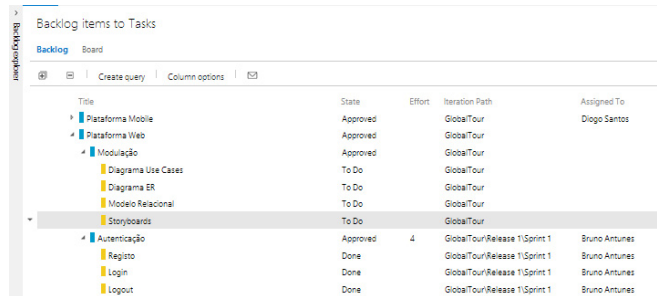 Backlog items to Tasks
Backlog Board
Create query Column options
Backlog explorer
Title State Effort Iteration Path Assigned To
Plataforma Mobile Approved GlobalTour Diogo Santos
Plataforma Web Approved GlobalTour
Modulação Approved GlobalTour
Diagrama Use Cases To Do GlobalTour
Diagrama ER To Do GlobalTour
Modelo Relacional To Do GlobalTour
Storyboards To Do GlobalTour
Autenticação Approved 4 GlobalTour\Release 1\Sprint 1 Bruno Antunes
Registo Done GlobalTour\Release 1\Sprint 1 Bruno Antunes
Login Done GlobalTour\Release 1\Sprint 1 Bruno Antunes
Logout Done GlobalTour\Release 1\Sprint 1 Bruno Antunes